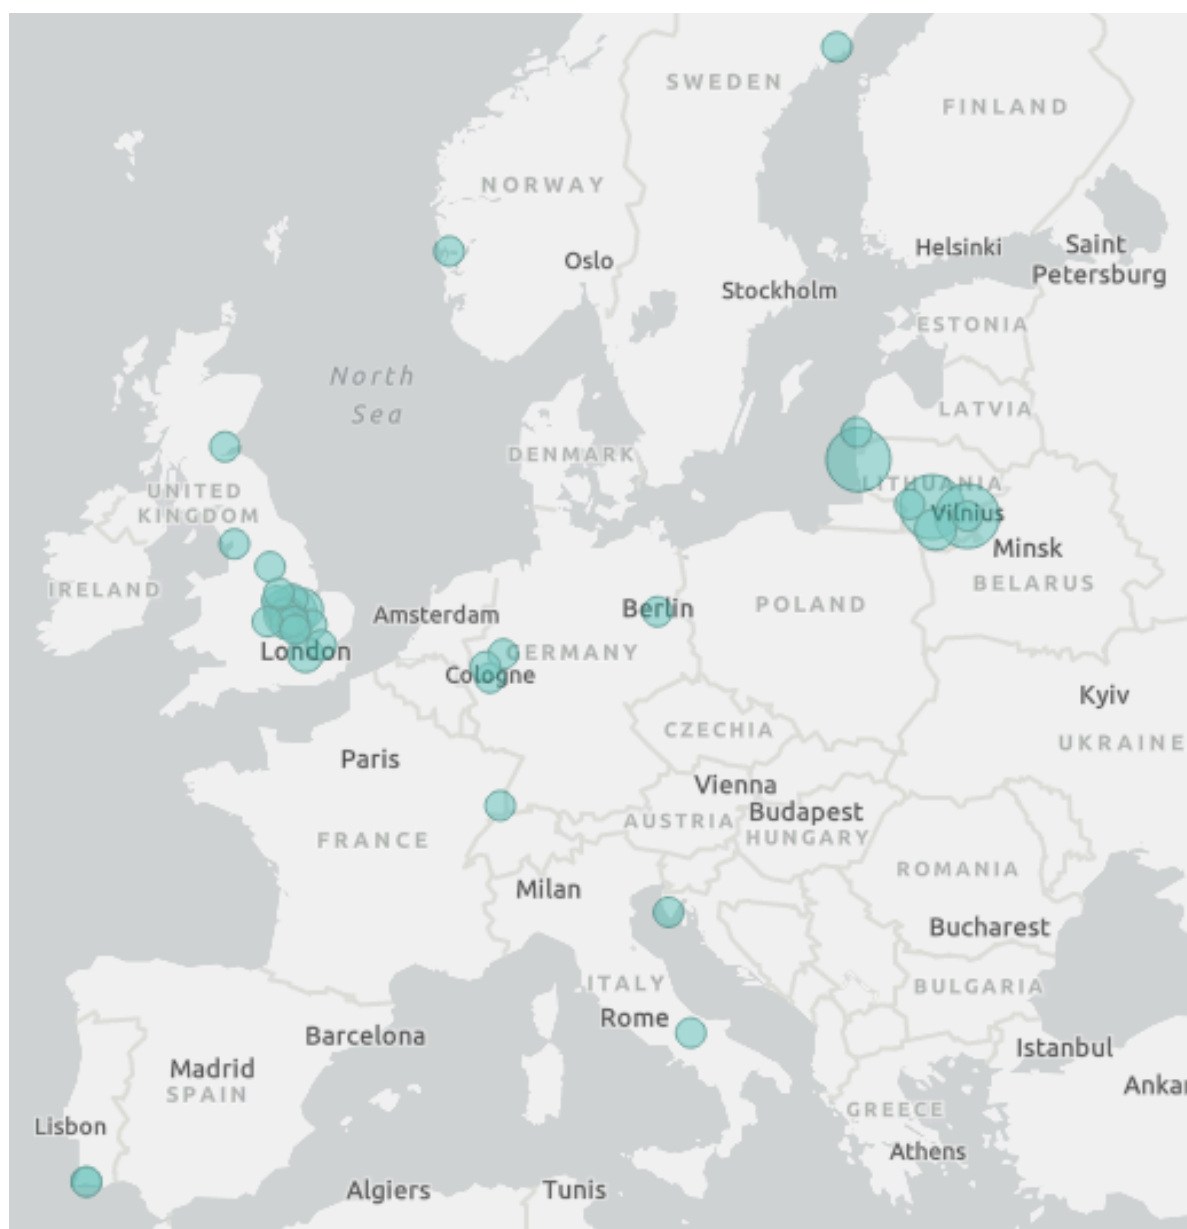 SWEDEN
FINLAND
NORWAY
Oslo
Helsinki
Saint
Petersburg
Stockholm
ESTONIA
North
Sea
LATVIA
DENMARK
LITHUANIA
UNITED
KINGDOM
Vilnius
Minsk
BELARUS
IRELAND
Amsterdam
Berlin
POLAND
London
GERMANY
Cologne
Kyiv
CZECHIA
UKRAINE
Paris
Vienna
Budapest
AUSTRIA
HUNGARY
FRANCE
ROMANIA
Milan
Bucharest
ITALY
BULGARIA
Rome
Barcelona
Istanbul
Madrid
SPAIN
Ankar
Lisbon
GREECE
Athens
Algiers
Tunis